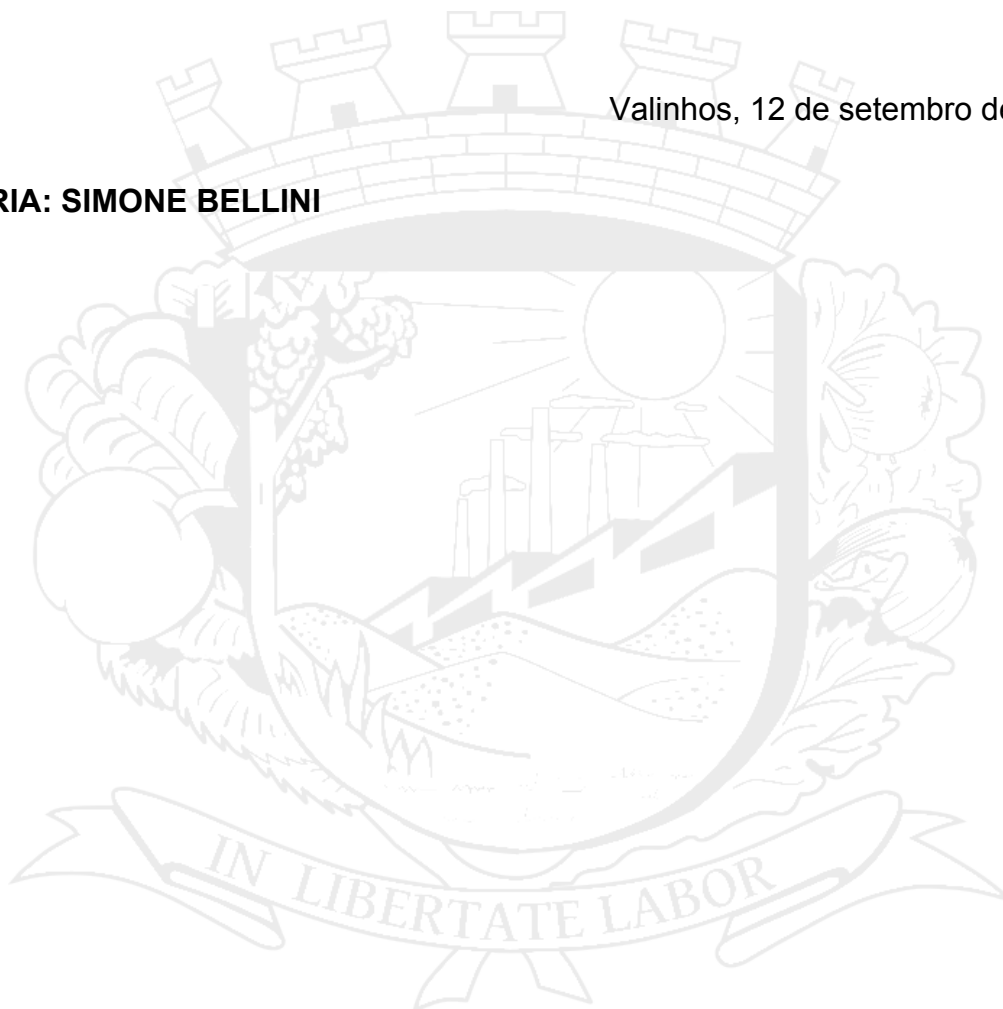 Valinhos, 12 de setembro de
RIA: SIMONE BELLINI
IN LIBERTATE LABOR